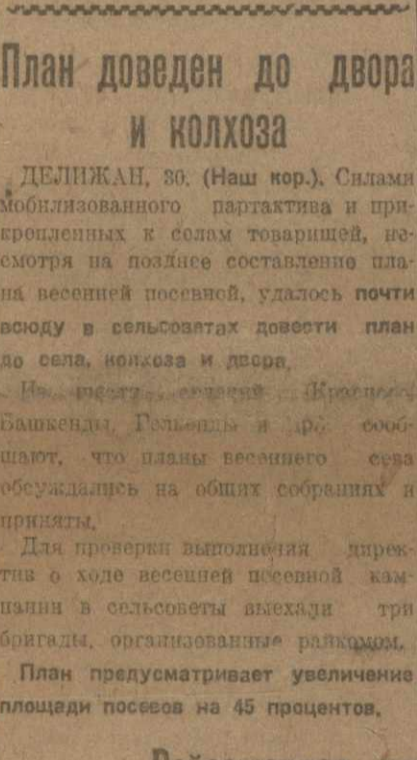 План доведен до двора
и колхоза
ДЕЛИЖАН, 30. (Наш кор.). Силами
мобилизованного партактива и при-
крепленных к селам товарищей, не-
смотря на позднее составление пла-
на весенней посевной, удалось почти
всюду в сельсоветах довести план
до села, колхоза и двора.
Башкенды, Гелкенды и др. сооб-
щают, что планы весеннего сева
обсуждались на общих собраниях и
приняты.
Для проверки выполнения дирек-
тив о ходе весенней посевной кам-
пании в сельсоветы выехали три
бригады, организованные райкомом.
План предусматривает увеличение
площади посевов на 45 процентов.